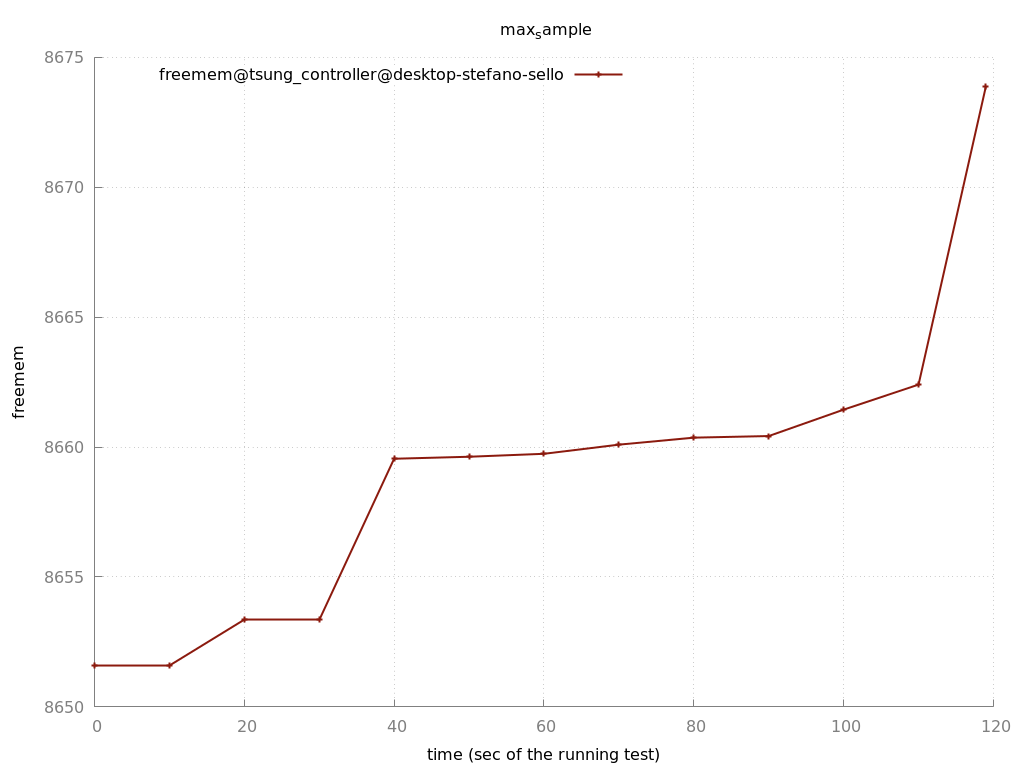 maxsample
8675
freemem@tsung_controller@desktop-stefano-sello
8670
8665
freemem
8660
8655
8650
0 20 40 60 80 100 120
time (sec of the running test)